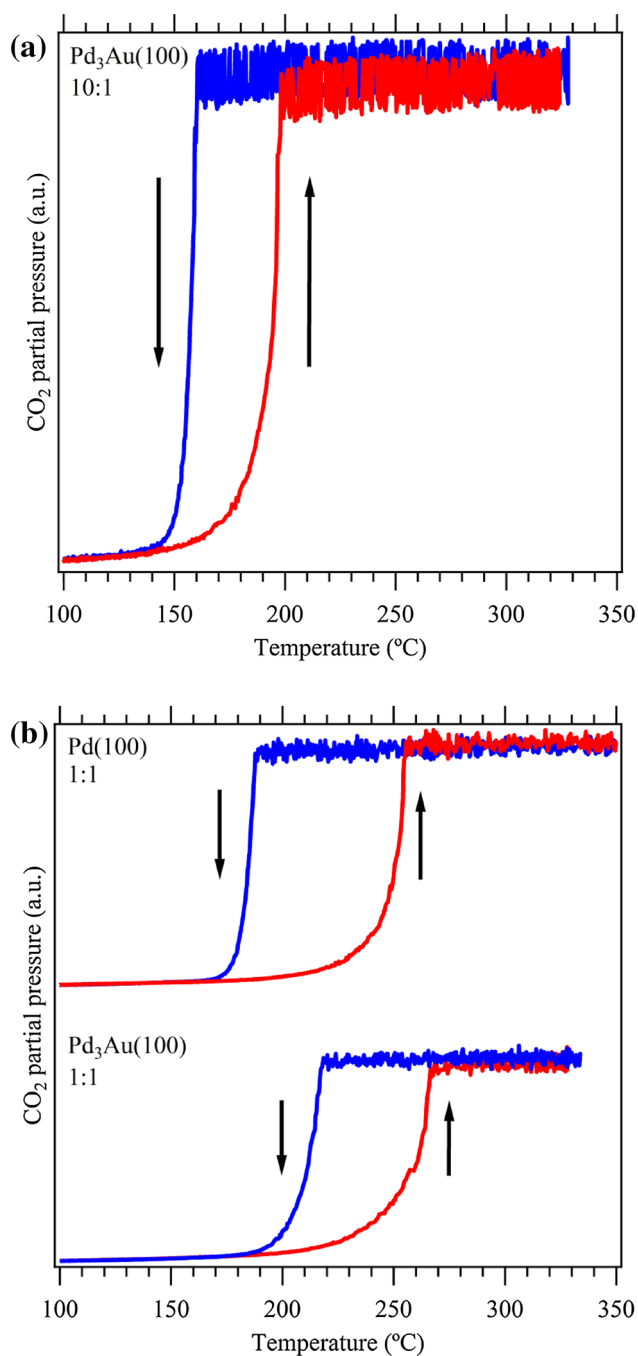 (a)
Pd₃Au(100)
10:1
CO₂ partial pressure (a.u.)
100 150 200 250 300 350
Temperature (ºC)
(b)
Pd(100)
1:1
Pd₃Au(100)
1:1
CO₂ partial pressure (a.u.)
100 150 200 250 300 350
Temperature (ºC)